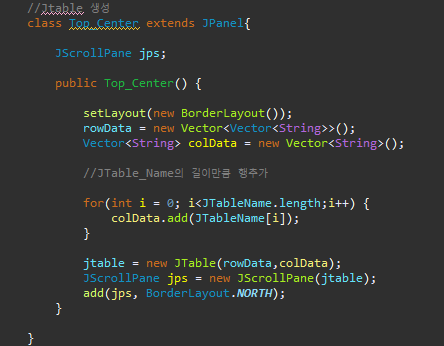 //Jtable 생성
class Top_Center extends JPanel{
JScrollPane jps;
public Top_Center() {
setLayout(new BorderLayout());
rowData = new Vector<Vector<String>>();
Vector<String> colData = new Vector<String>();
//JTable_Name의 길이만큼 행추가
for(int i = 0; i<JTableName.length;i++) {
colData.add(JTableName[i]);
}
jtable = new JTable(rowData,colData);
JScrollPane jps = new JScrollPane(jtable);
add(jps, BorderLayout.NORTH);
}
}